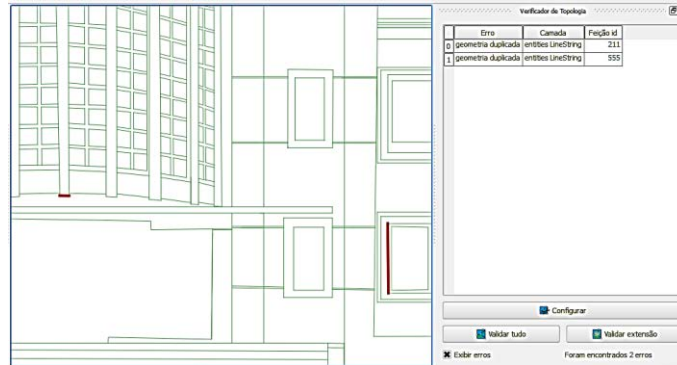 Verificador de Topologia
Erro Camada Feição id
0 geometria duplicada entities LineString 211
1 geometria duplicada entities LineString 555
Configurar
Validar tudo Validar extensão
Exibir erros Foram encontrados 2 erros